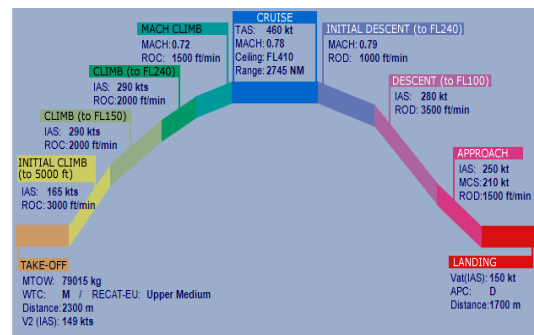 CRUISE
TAS: 460 kt
MACH: 0.78
Ceiling: FL410
Range: 2745 NM
MACH CLIMB
MACH: 0.72
ROC: 1500 ft/min
INITIAL DESCENT (to FL240)
MACH: 0.79
ROD: 1000 ft/min
CLIMB (to FL240)
IAS: 290 kts
ROC:2000 ft/min
DESCENT (to FL100)
IAS: 280 kt
ROD: 3500 ft/min
CLIMB (to FL150)
IAS: 290 kts
ROC:2000 ft/min
INITIAL CLIMB
(to 5000 ft)
IAS: 165 kts
ROC: 3000 ft/min
APPROACH
IAS: 250 kt
MCS:210 kt
ROD:1500 ft/min
TAKE-OFF
MTOW: 79015 kg
WTC: M / RECAT-EU: Upper Medium
Distance:2300 m
V2 (IAS): 149 kts
LANDING
Vat(IAS): 150 kt
APC: D
Distance:1700 m